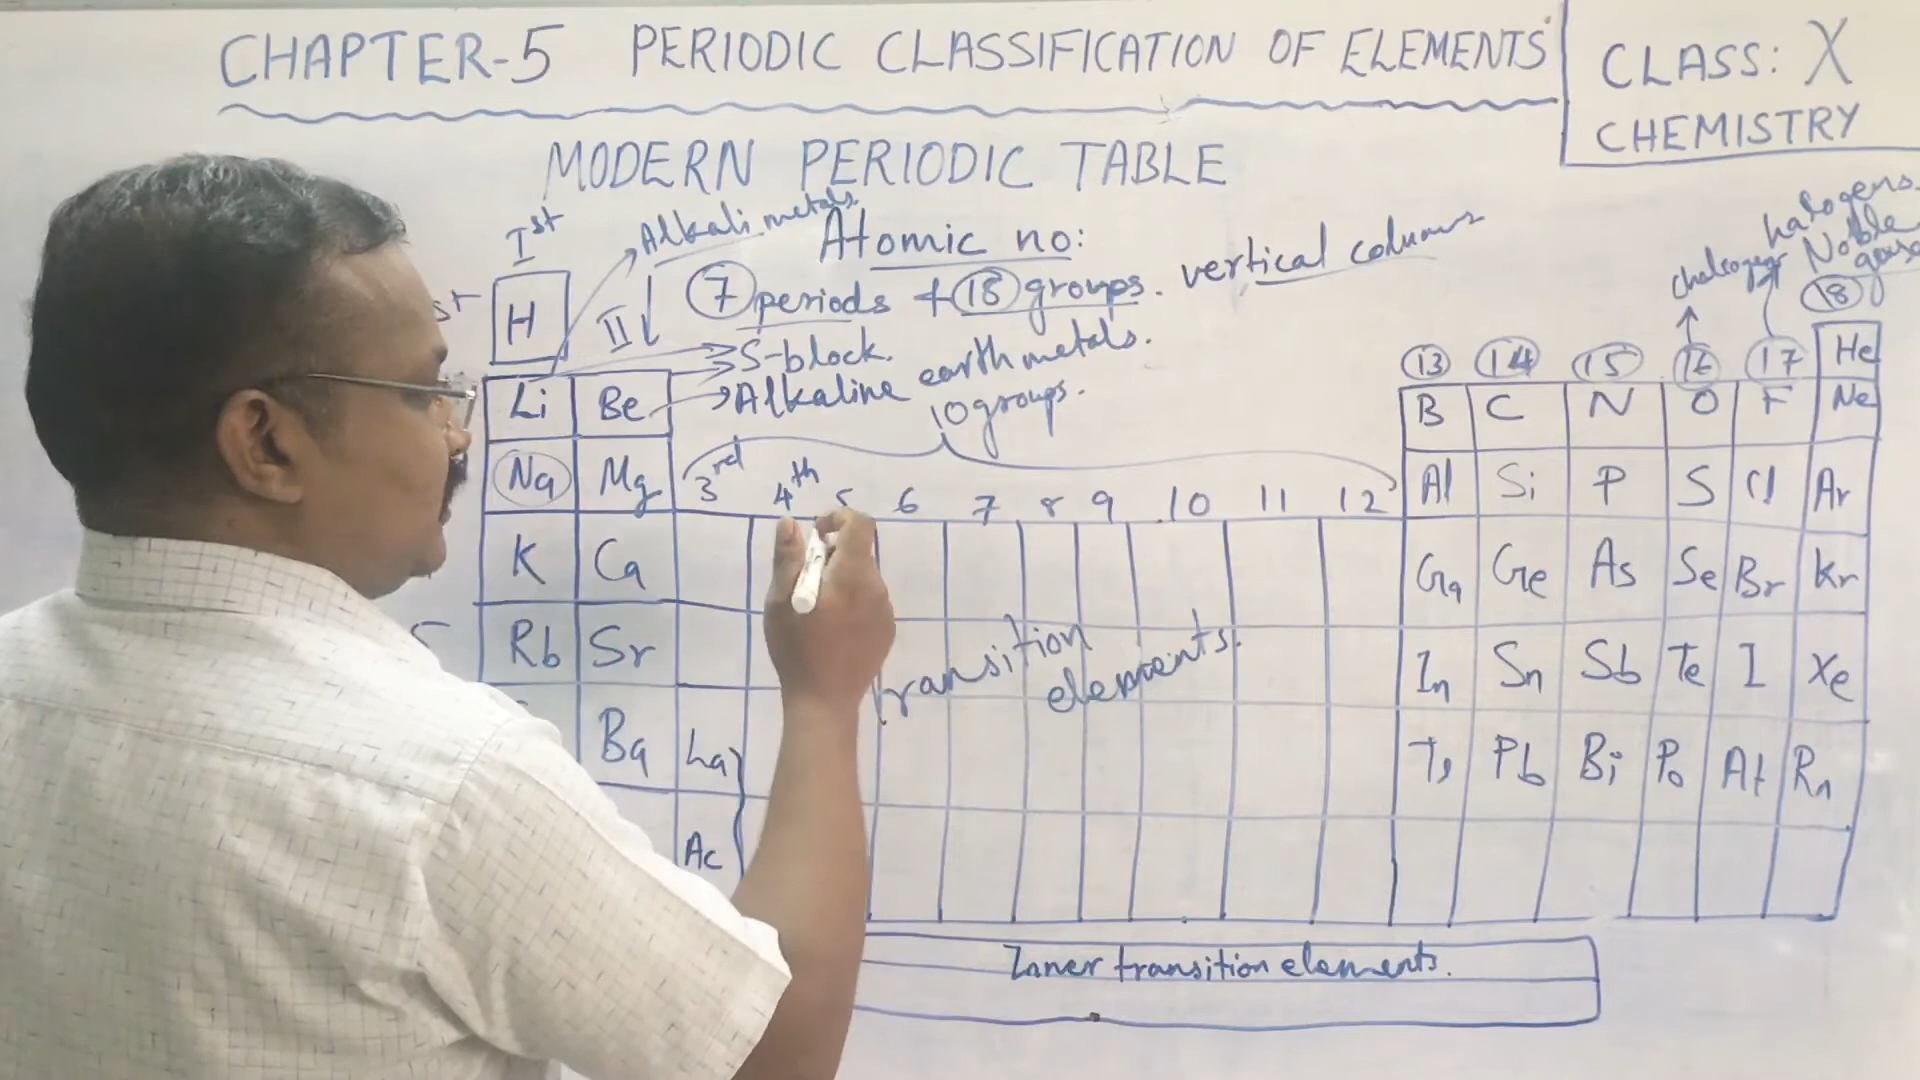 CHAPTER-5 PERIODIC CLASSIFICATION OF ELEMENTS
CLASS: X
CHEMISTRY
MODERN PERIODIC TABLE
Ist
Alkali metals
Atomic no:
halogens
Noble
chalcogens
18
st
H
II
7 periods + 18 groups. vertical columns
S-block.
Alkaline earth metals.
10 groups.
13 14 15 16 17 He
Li Be B C N O F Ne
Na Mg 3rd 4th 5 6 7 8 9 10 11 12 Al Si P S Cl Ar
K Ca Ga Ge As Se Br Kr
5 Rb Sr transition In Sn Sb Te I Xe
elements.
Ba La Pb Bi Po At Rn
Ac
Inner transition elements.